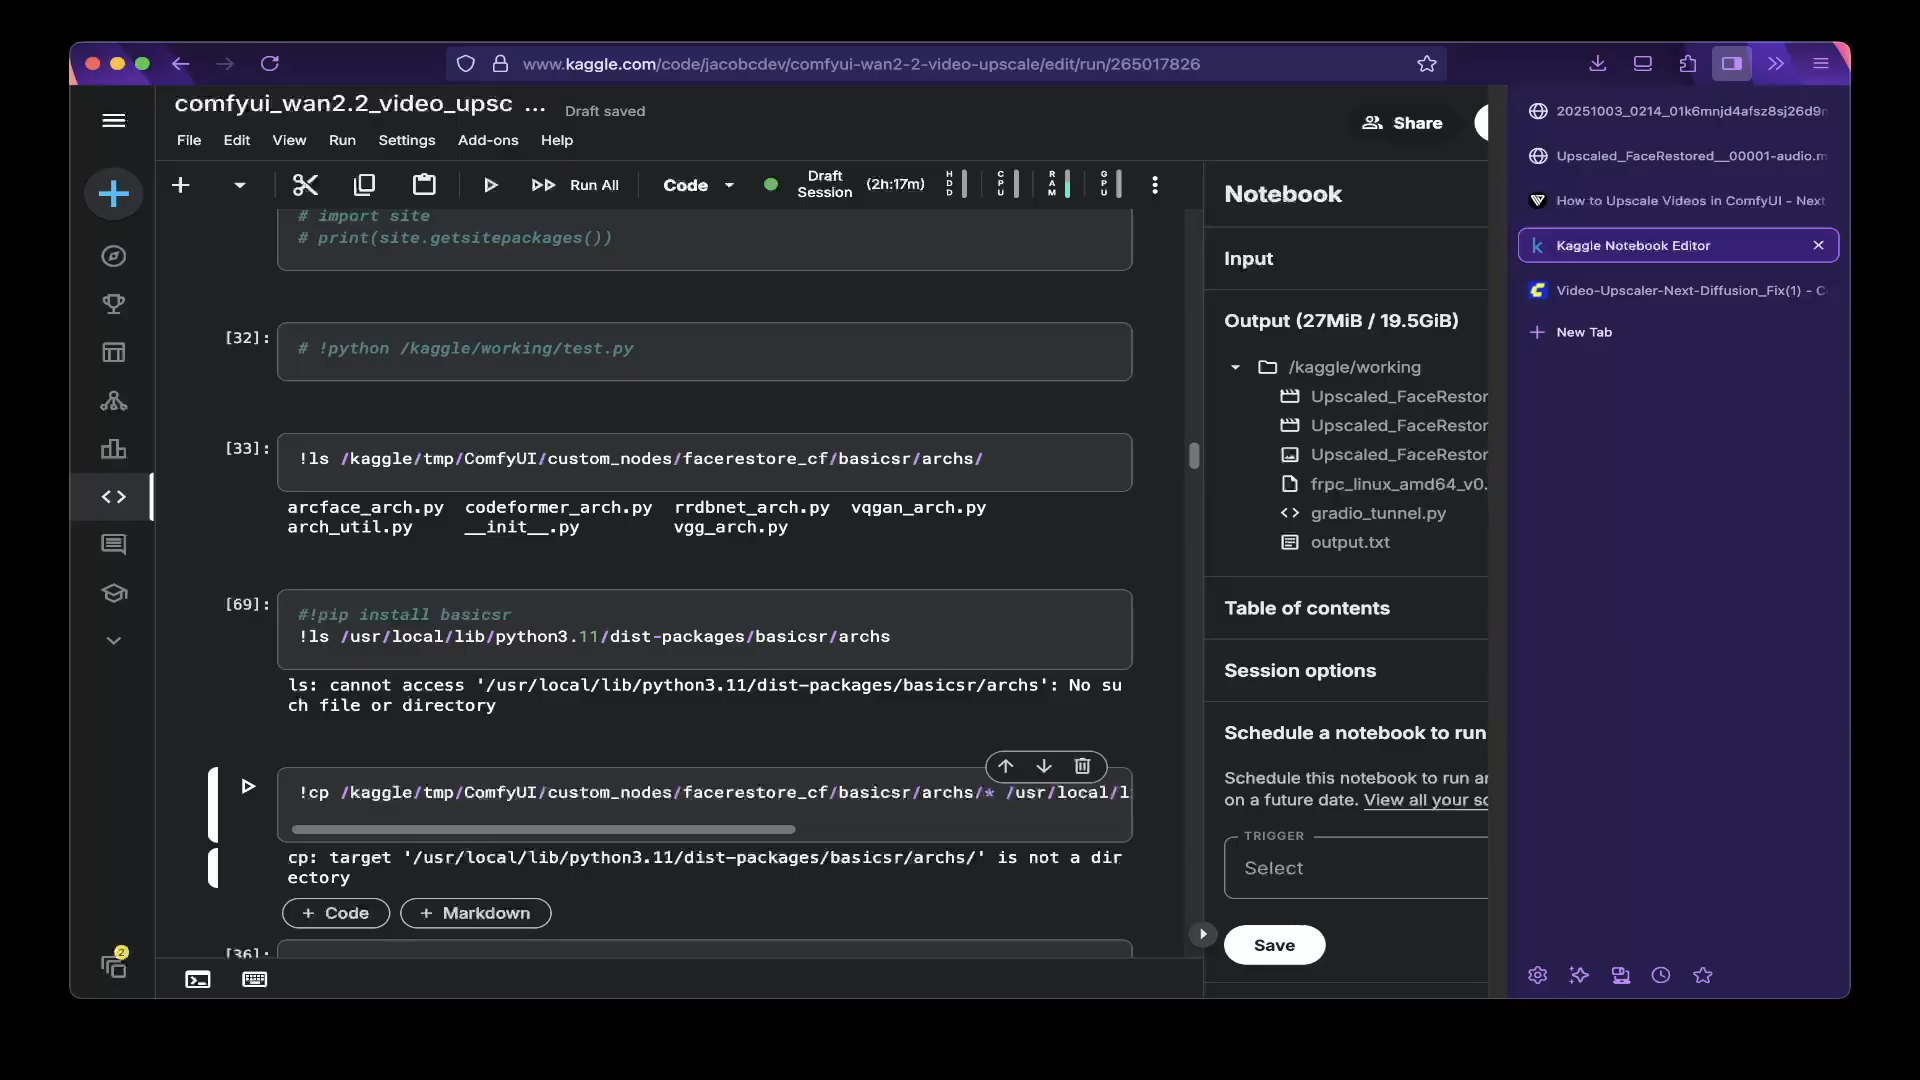 www.kaggle.com/code/jacobcdev/comfyui-wan2-2-video-upscale/edit/run/265017826
comfyui_wan2.2_video_upsc ...
Draft saved
File Edit View Run Settings Add-ons Help
Share
Run All
Code
Draft Session (2h:17m)
HDD
CPU
RAM
GPU
# import site
# print(site.getsitepackages())
[32]:
# !python /kaggle/working/test.py
[33]:
!ls /kaggle/tmp/ComfyUI/custom_nodes/facerestore_cf/basicsr/archs/
arcface_arch.py codeformer_arch.py rrdbnet_arch.py vqgan_arch.py
arch_util.py __init__.py vgg_arch.py
[69]:
#!pip install basicsr
!ls /usr/local/lib/python3.11/dist-packages/basicsr/archs
ls: cannot access '/usr/local/lib/python3.11/dist-packages/basicsr/archs': No su
ch file or directory
!cp /kaggle/tmp/ComfyUI/custom_nodes/facerestore_cf/basicsr/archs/* /usr/local/l
cp: target '/usr/local/lib/python3.11/dist-packages/basicsr/archs/' is not a dir
ectory
+ Code
+ Markdown
[36]:
2
Notebook
Input
Output (27MiB / 19.5GiB)
/kaggle/working
Upscaled_FaceRestor
Upscaled_FaceRestor
Upscaled_FaceRestor
frpc_linux_amd64_v0.
gradio_tunnel.py
output.txt
Table of contents
Session options
Schedule a notebook to run
Schedule this notebook to run ar
on a future date. View all your sc
TRIGGER
Select
Save
20251003_0214_01k6mnjd4afsz8sj26d9n
Upscaled_FaceRestored__00001-audio.m
How to Upscale Videos in ComfyUI - Next
Kaggle Notebook Editor
Video-Upscaler-Next-Diffusion_Fix(1) - C
New Tab